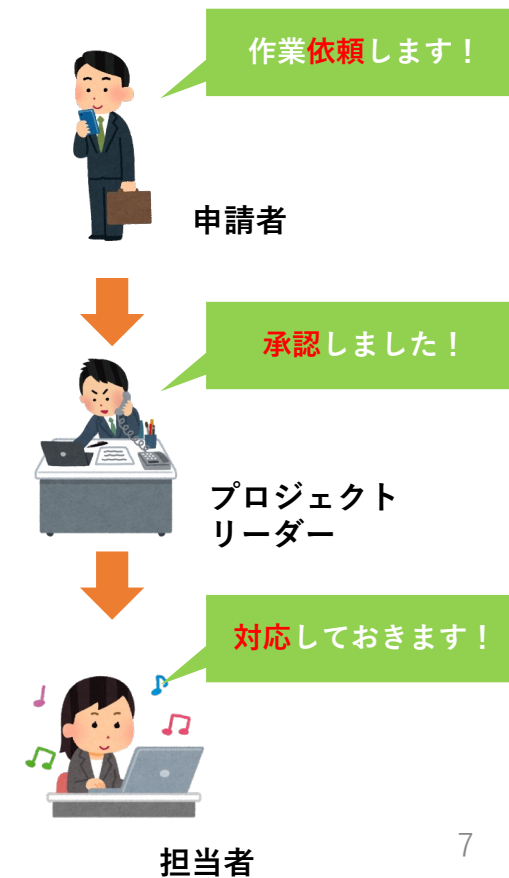 作業依頼します！
申請者
承認しました！
プロジェクト
リーダー
対応しておきます！
担当者
7